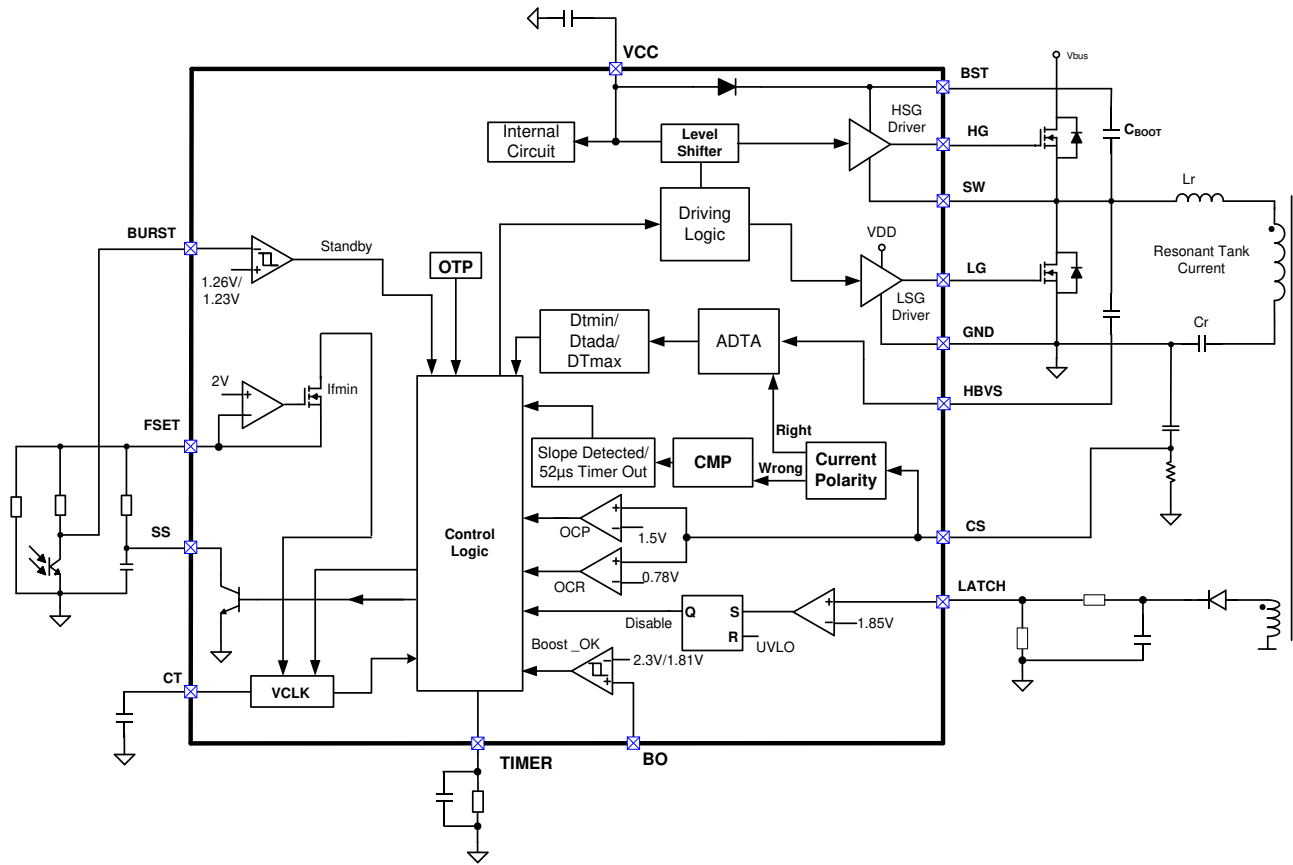 VCC
Vbus
BST
HSG
Driver
HG
C_BOOT
Internal
Circuit
Level
Shifter
SW
Lr
Driving
Logic
BURST
Standby
VDD
Resonant Tank
Current
1.26V/
1.23V
OTP
LG
LSG
Driver
Dtmin/
Dtada/
DTmax
ADTA
GND
Cr
2V
Ifmin
HBVS
FSET
Right
Slope Detected/
52µs Timer Out
CMP
Wrong
Current
Polarity
SS
Control
Logic
OCP
1.5V
CS
OCR
0.78V
LATCH
Disable
Q
S
R
UVLO
1.85V
Boost _OK
2.3V/1.81V
CT
VCLK
TIMER
BO